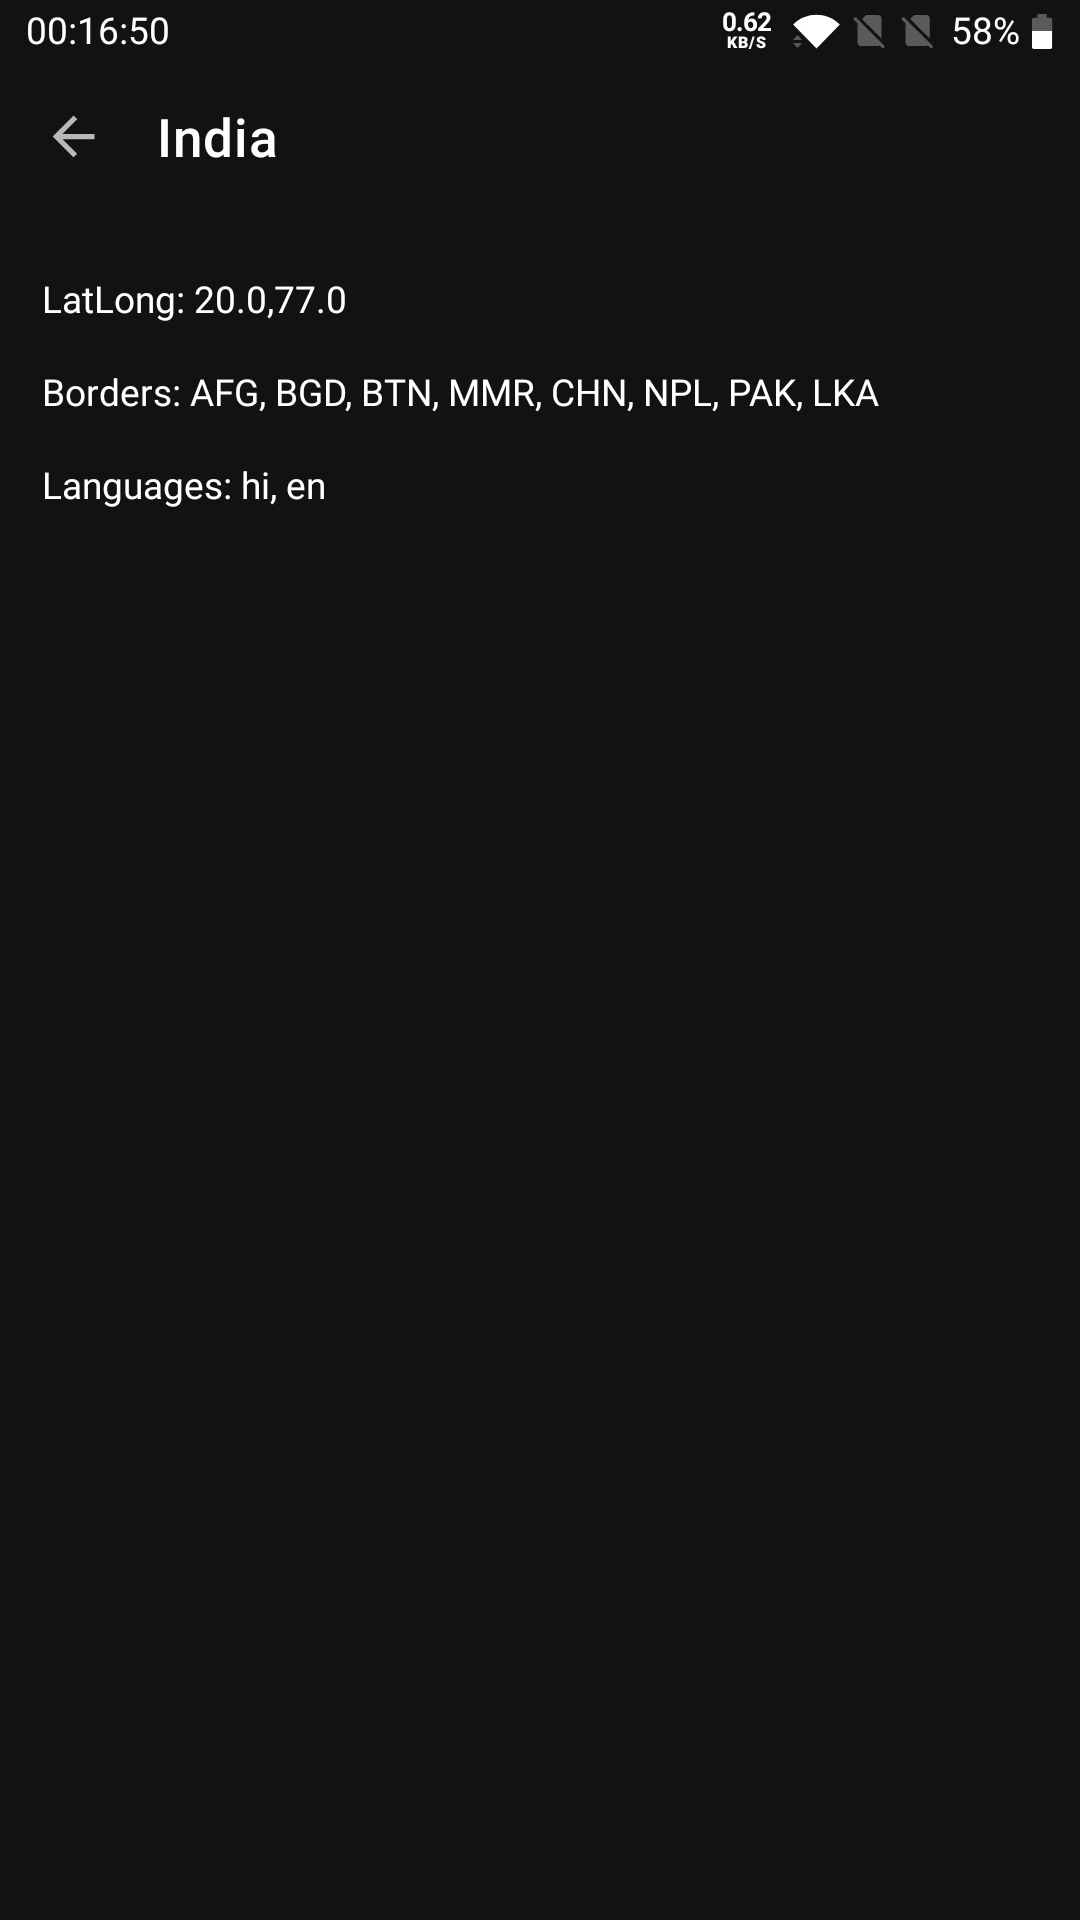 00:16:50
0.62
KB/S
58%
India
LatLong: 20.0,77.0
Borders: AFG, BGD, BTN, MMR, CHN, NPL, PAK, LKA
Languages: hi, en